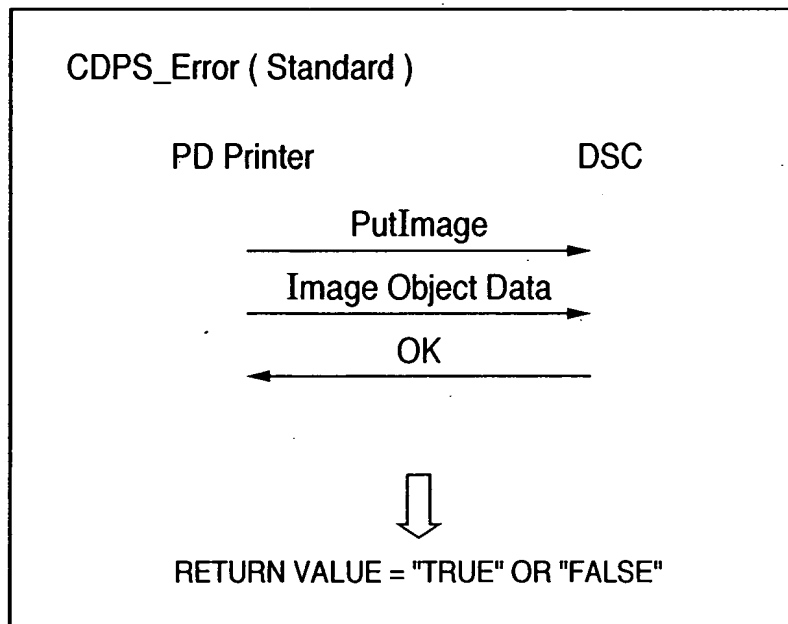 CDPS_Error ( Standard )
PD Printer DSC
PutImage
Image Object Data
OK
RETURN VALUE = "TRUE" OR "FALSE"